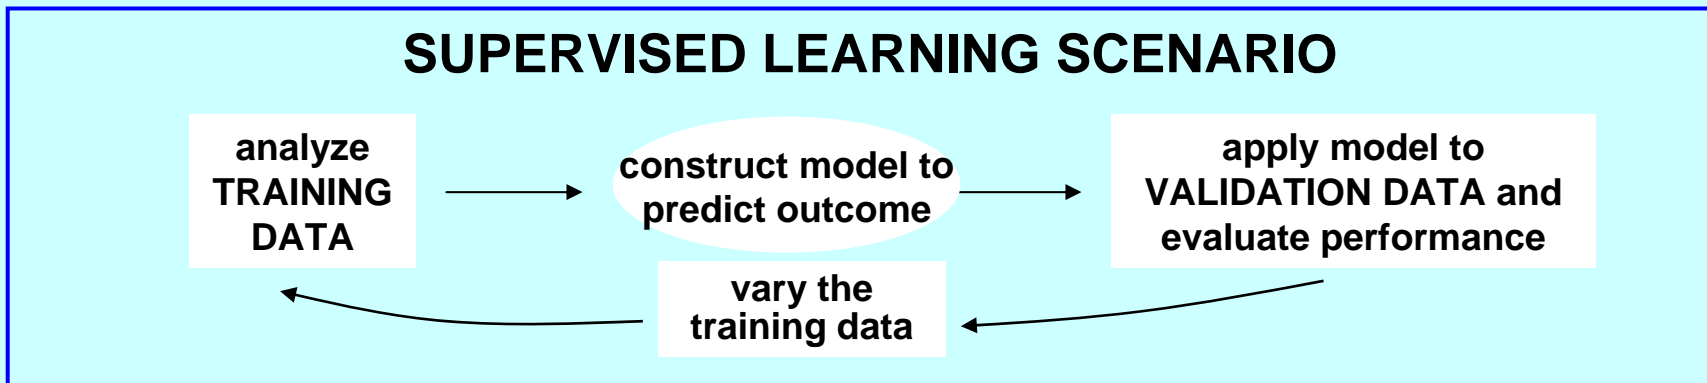 SUPERVISED LEARNING SCENARIO
analyze
TRAINING
DATA
construct model to
predict outcome
apply model to
VALIDATION DATA and
evaluate performance
vary the
training data